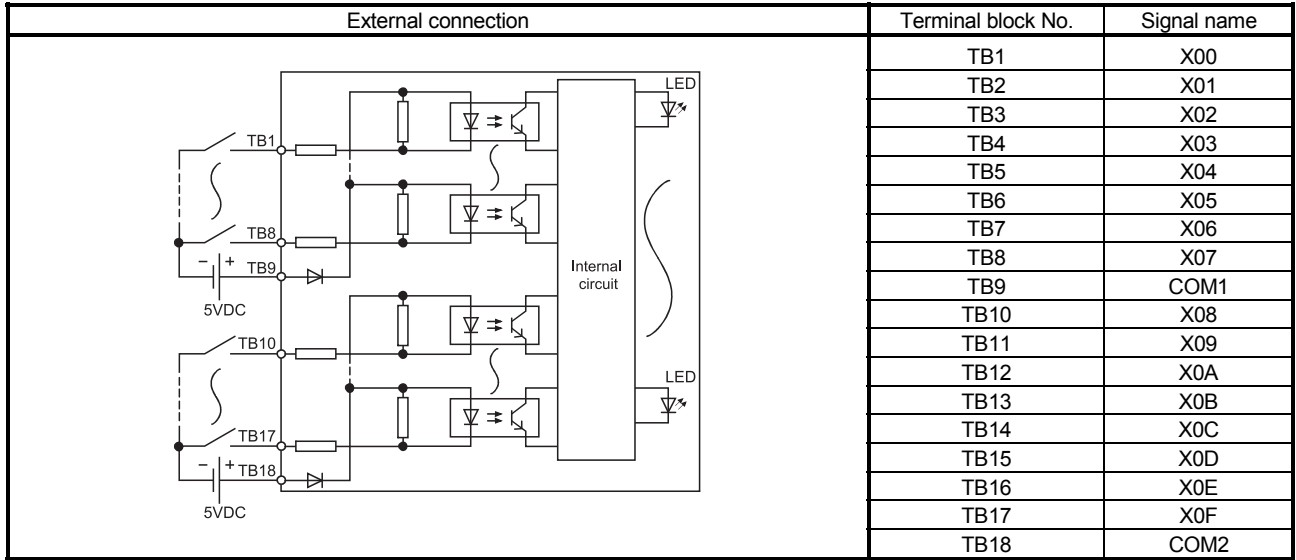 External connection Terminal block No. Signal name
TB1 X00
TB2 X01
TB3 X02
TB4 X03
TB5 X04
TB6 X05
TB7 X06
TB8 X07
TB9 COM1
TB10 X08
TB11 X09
TB12 X0A
TB13 X0B
TB14 X0C
TB15 X0D
TB16 X0E
TB17 X0F
TB18 COM2
LED
TB1
TB8
− + TB9
5VDC
Internal
circuit
TB10
LED
TB17
− + TB18
5VDC